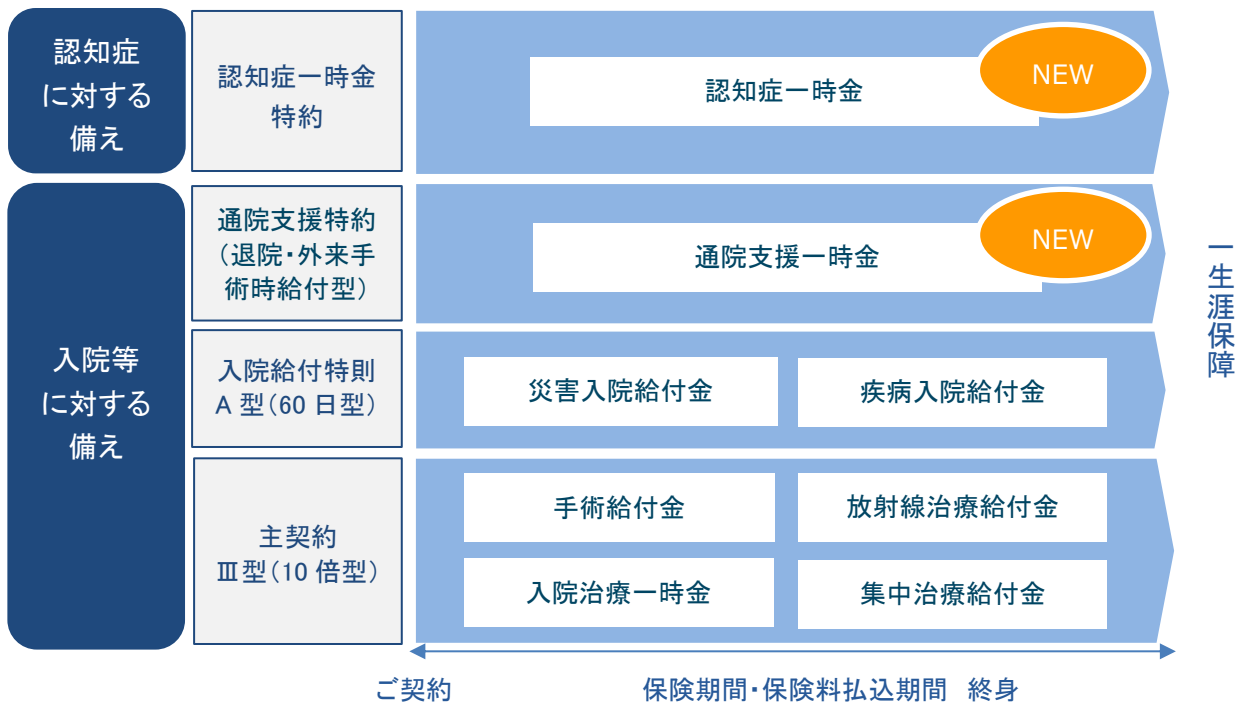 認知症
に対する
備え
認知症一時金
特約
認知症一時金
NEW
入院等
に対する
備え
通院支援特約
（退院・外来手
術時給付型）
通院支援一時金
NEW
入院給付特則
A 型（60 日型）
災害入院給付金
疾病入院給付金
主契約
Ⅲ型（10 倍型）
手術給付金
放射線治療給付金
入院治療一時金
集中治療給付金
一生涯保障
ご契約
保険期間・保険料払込期間 終身